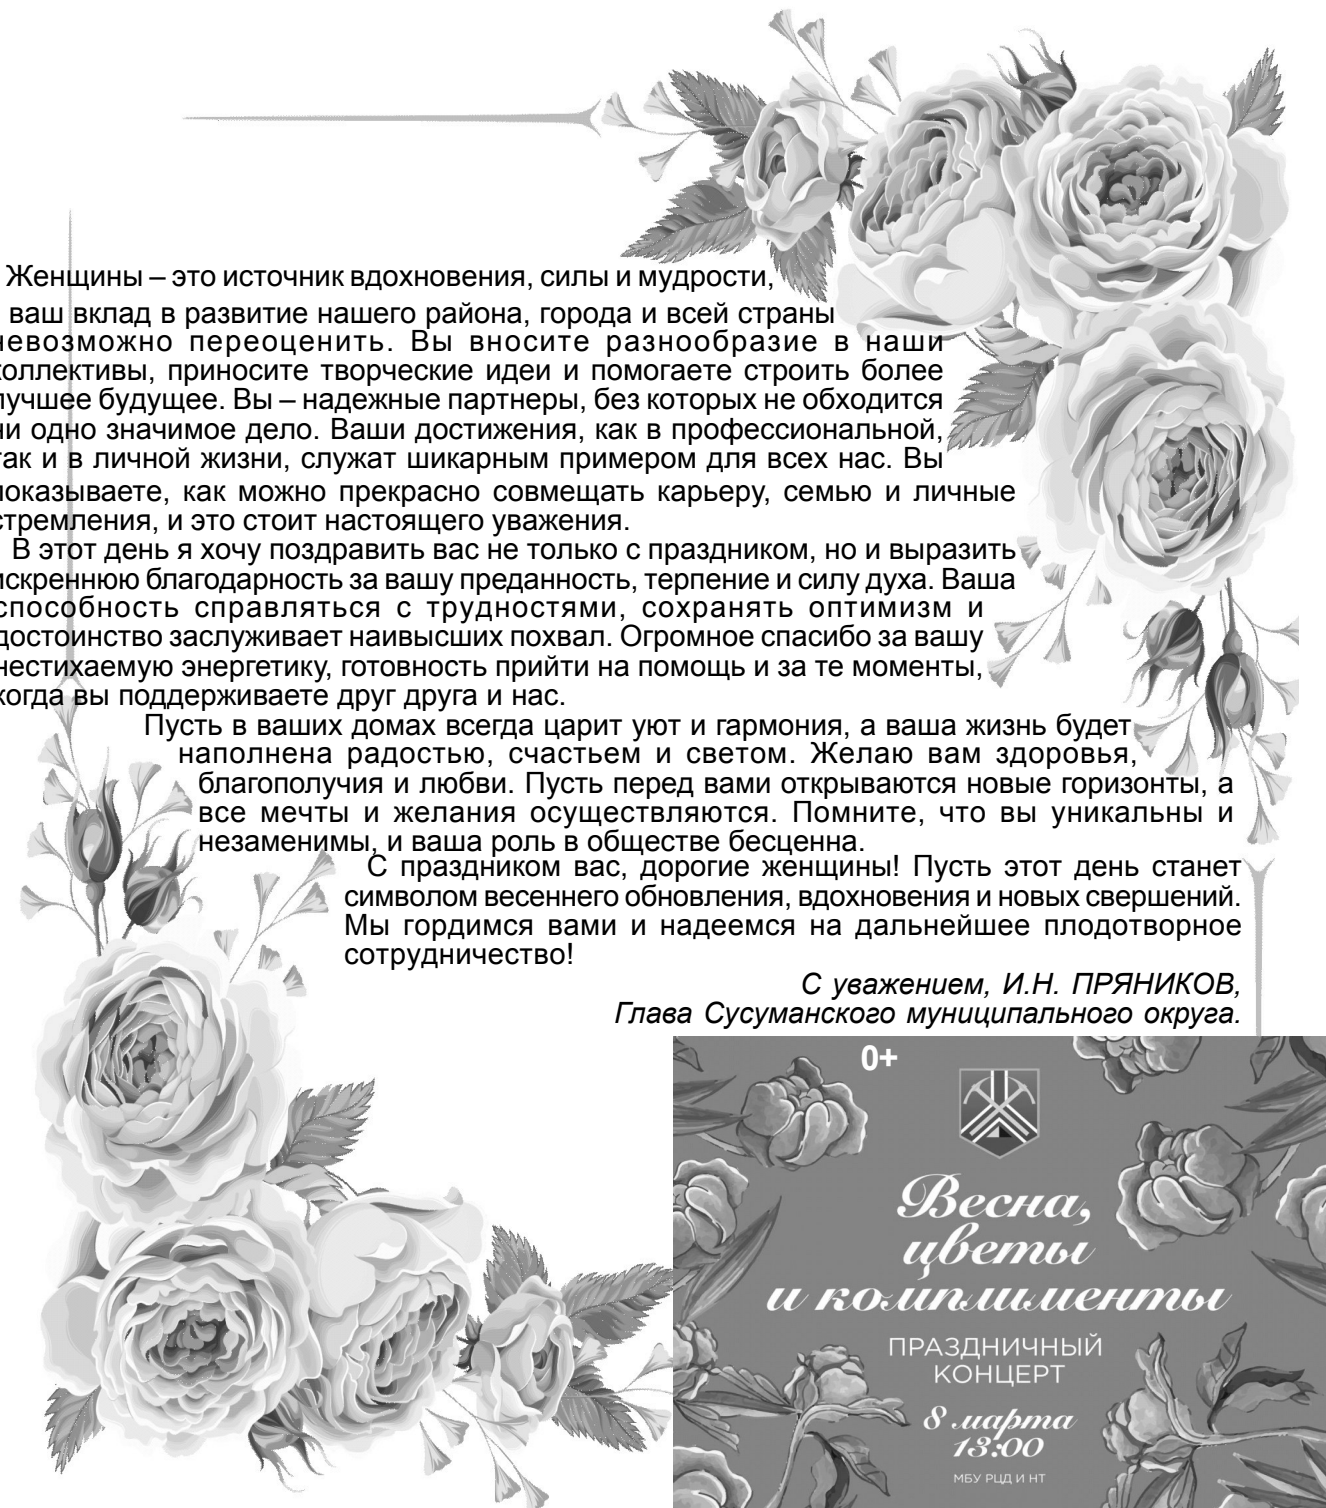 Женщины – это источник вдохновения, силы и мудрости,
ваш вклад в развитие нашего района, города и всей страны
невозможно переоценить. Вы вносите разнообразие в наши
коллективы, приносите творческие идеи и помогаете строить более
лучшее будущее. Вы – надежные партнеры, без которых не обходится
ни одно значимое дело. Ваши достижения, как в профессиональной,
так и в личной жизни, служат шикарным примером для всех нас. Вы
показываете, как можно прекрасно совмещать карьеру, семью и личные
стремления, и это стоит настоящего уважения.
В этот день я хочу поздравить вас не только с праздником, но и выразить
искреннюю благодарность за вашу преданность, терпение и силу духа. Ваша
способность справляться с трудностями, сохранять оптимизм и
достоинство заслуживает наивысших похвал. Огромное спасибо за вашу
нестихаемую энергетику, готовность прийти на помощь и за те моменты,
когда вы поддерживаете друг друга и нас.
Пусть в ваших домах всегда царит уют и гармония, а ваша жизнь будет
наполнена радостью, счастьем и светом. Желаю вам здоровья,
благополучия и любви. Пусть перед вами открываются новые горизонты, а
все мечты и желания осуществляются. Помните, что вы уникальны и
незаменимы, и ваша роль в обществе бесценна.
С праздником вас, дорогие женщины! Пусть этот день станет
символом весеннего обновления, вдохновения и новых свершений.
Мы гордимся вами и надеемся на дальнейшее плодотворное
сотрудничество!
С уважением, И.Н. ПРЯНИКОВ,
Глава Сусуманского муниципального округа.
0+
Весна,
цветы
и комплименты
ПРАЗДНИЧНЫЙ
КОНЦЕРТ
8 марта
13:00
МБУ РЦД И НТ